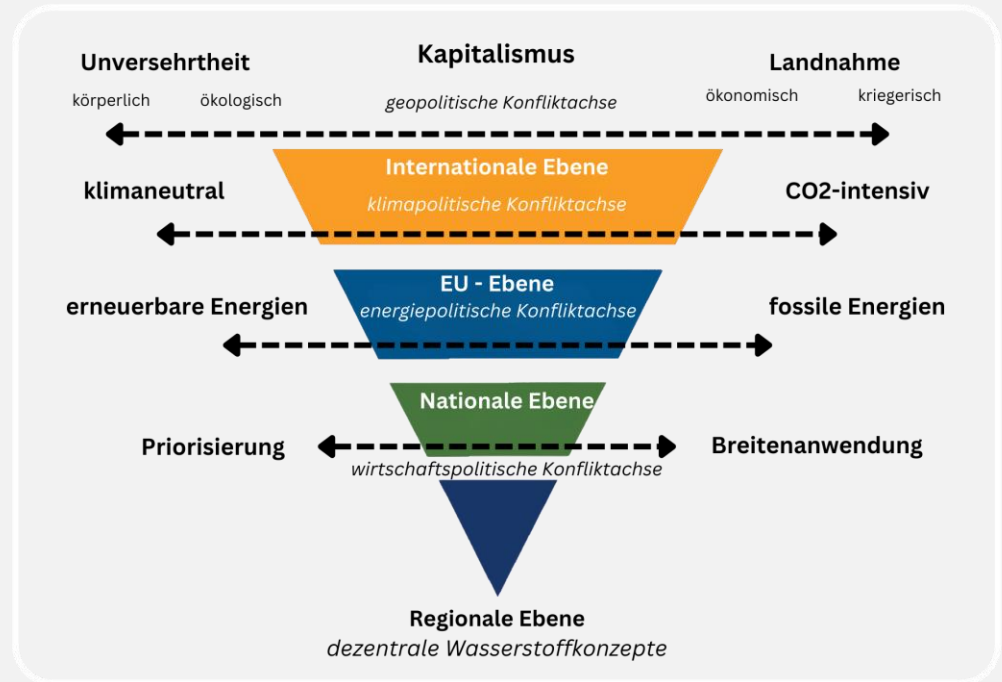 Kapitalismus
Unversehrtheit
Landnahme
körperlich ökologisch
geopolitische Konfliktachse
ökonomisch kriegerisch
Internationale Ebene
klimaneutral
klimapolitische Konfliktachse
CO2-intensiv
EU - Ebene
erneuerbare Energien
energiepolitische Konfliktachse
fossile Energien
Nationale Ebene
Priorisierung
Breitenanwendung
wirtschaftspolitische Konfliktachse
Regionale Ebene
dezentrale Wasserstoffkonzepte